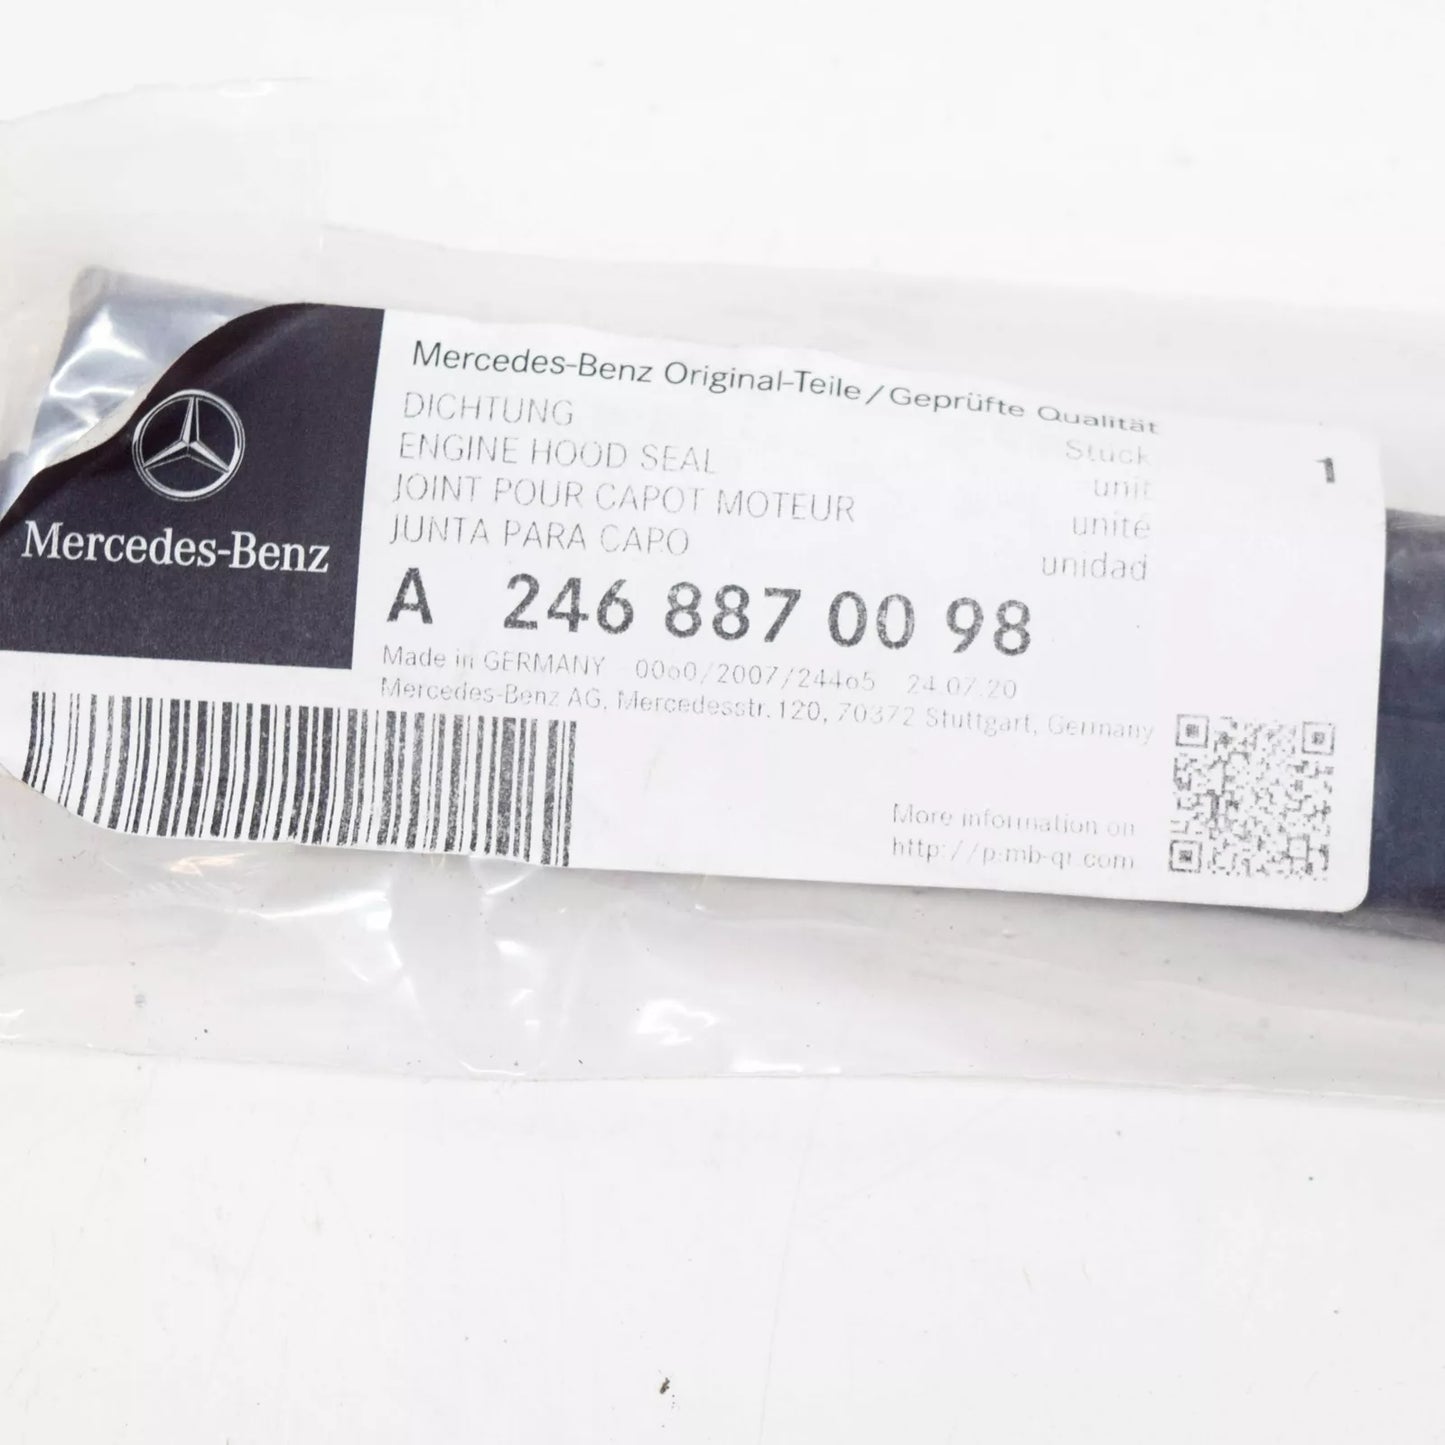 Mercedes-Benz
Mercedes-Benz Original-Teile/Geprüfte Qualität
DICHTUNG Stück 1
ENGINE HOOD SEAL unit
JOINT POUR CAPOT MOTEUR unité
JUNTA PARA CAPO unidad
A 246 887 00 98
Made in GERMANY 0060/2007/24465 24.07.20
Mercedes-Benz AG, Mercedesstr. 120, 70372 Stuttgart, Germany
More information on
http://p.mb-qr.com